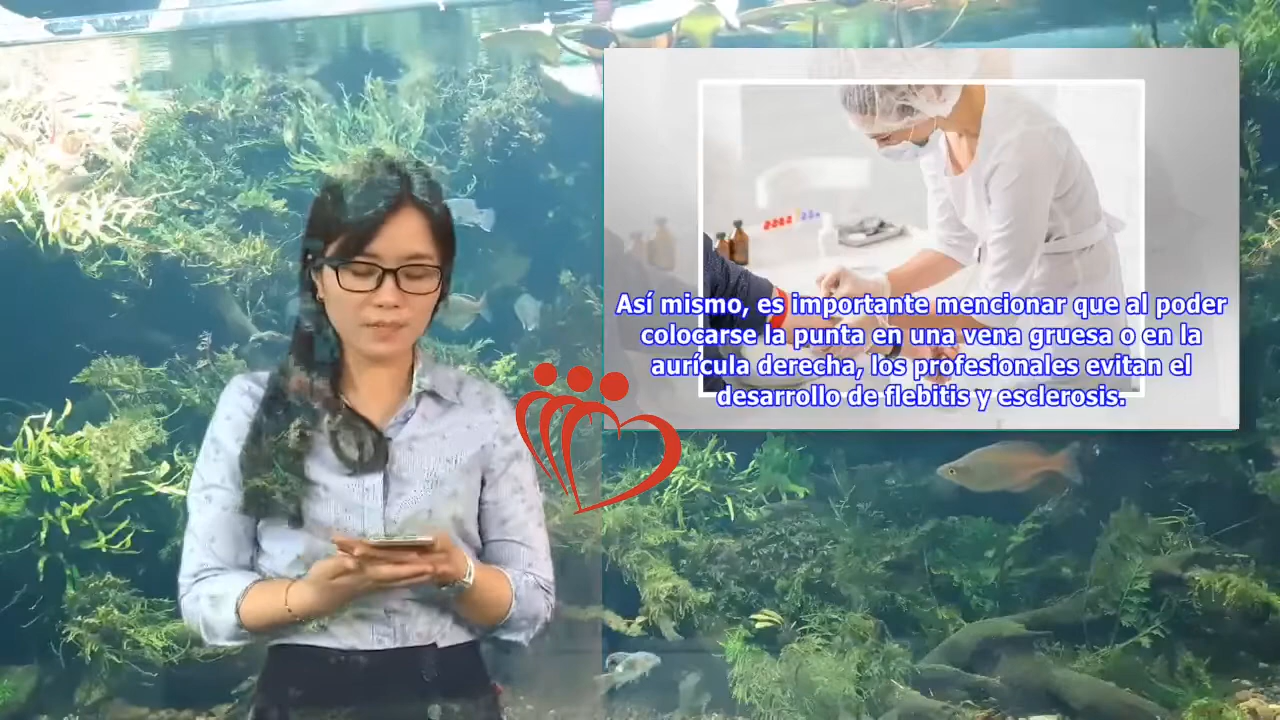 Así mismo, es importante mencionar que al poder
colocarse la punta en una vena gruesa o en la
aurícula derecha, los profesionales evitan el
desarrollo de flebitis y esclerosis.